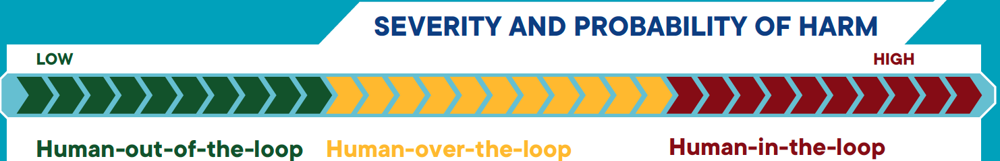 SEVERITY AND PROBABILITY OF HARM
LOW HIGH
Human-out-of-the-loop Human-over-the-loop Human-in-the-loop